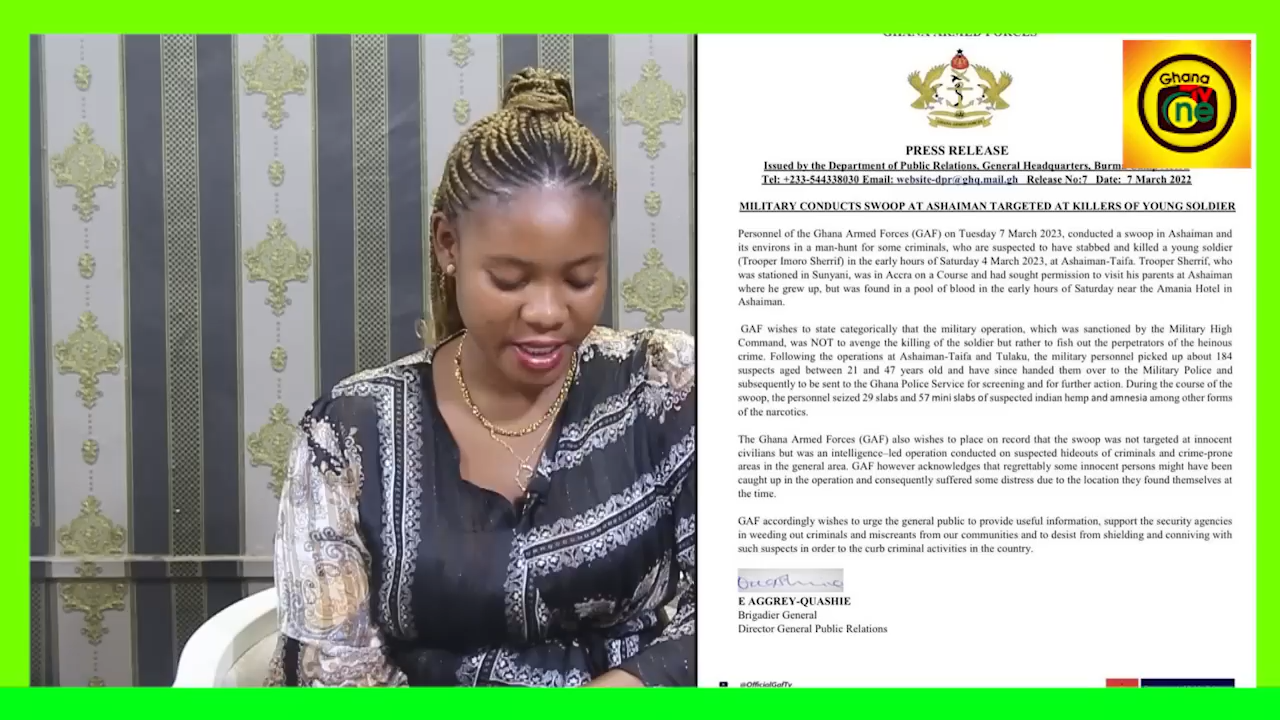 GHANA ARMED FORCES
Ghana
TV
One
PRESS RELEASE
Issued by the Department of Public Relations, General Headquarters, Burma
Tel: +233-544338030 Email: website-dpr@ghq.mail.gh Release No:7 Date: 7 March 2022
MILITARY CONDUCTS SWOOP AT ASHAIMAN TARGETED AT KILLERS OF YOUNG SOLDIER
Personnel of the Ghana Armed Forces (GAF) on Tuesday 7 March 2023, conducted a swoop in Ashaiman and
its environs in a man-hunt for some criminals, who are suspected to have stabbed and killed a young soldier
(Trooper Imoro Sherrif) in the early hours of Saturday 4 March 2023, at Ashaiman-Taifa. Trooper Sherrif, who
was stationed in Sunyani, was in Accra on a Course and had sought permission to visit his parents at Ashaiman
where he grew up, but was found in a pool of blood in the early hours of Saturday near the Amania Hotel in
Ashaiman.
GAF wishes to state categorically that the military operation, which was sanctioned by the Military High
Command, was NOT to avenge the killing of the soldier but rather to fish out the perpetrators of the heinous
crime. Following the operations at Ashaiman-Taifa and Tulaku, the military personnel picked up about 184
suspects aged between 21 and 47 years old and have since handed them over to the Military Police and
subsequently to be sent to the Ghana Police Service for screening and for further action. During the course of the
swoop, the personnel seized 29 slabs and 57 mini slabs of suspected indian hemp and amnesia among other forms
of the narcotics.
The Ghana Armed Forces (GAF) also wishes to place on record that the swoop was not targeted at innocent
civilians but was an intelligence–led operation conducted on suspected hideouts of criminals and crime-prone
areas in the general area. GAF however acknowledges that regrettably some innocent persons might have been
caught up in the operation and consequently suffered some distress due to the location they found themselves at
the time.
GAF accordingly wishes to urge the general public to provide useful information, support the security agencies
in weeding out criminals and miscreants from our communities and to desist from shielding and conniving with
such suspects in order to the curb criminal activities in the country.
E AGGREY-QUASHIE
Brigadier General
Director General Public Relations
@OfficialGafTv